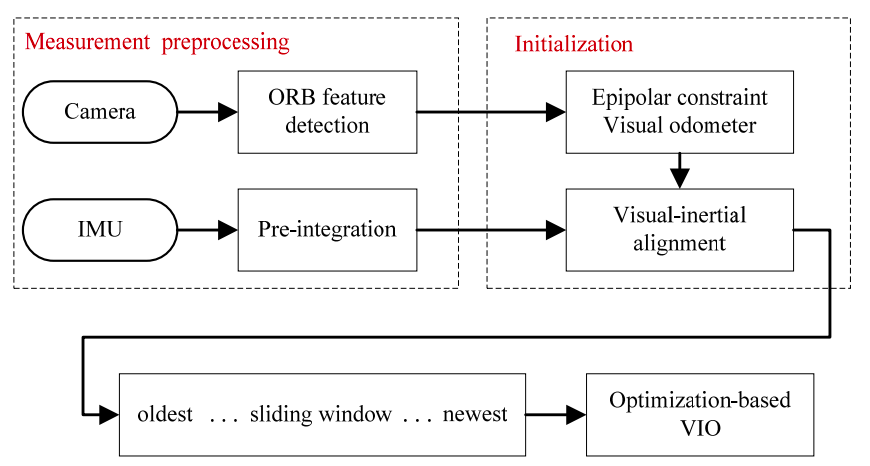 Measurement preprocessing
Initialization
Camera
ORB feature
detection
Epipolar constraint
Visual odometer
IMU
Pre-integration
Visual-inertial
alignment
oldest ... sliding window ... newest
Optimization-based
VIO